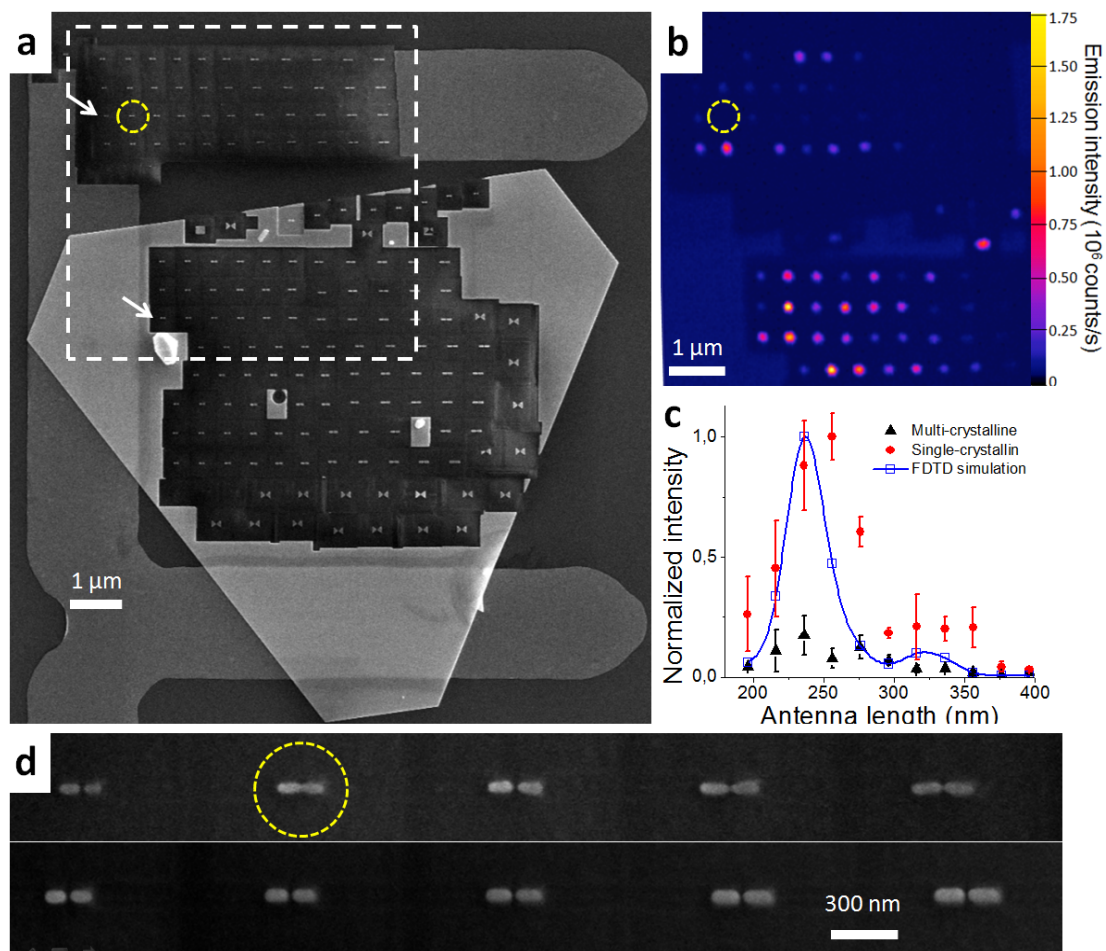 a
1 μm
b
1 μm
1.75
1.50
1.25
1.00
0.75
0.50
0.25
0
Emission intensity (10⁶ counts/s)
c
Multi-crystalline
Single-crystallin
FDTD simulation
1,0
0,5
0,0
Normalized intensity
200 250 300 350 400
Antenna length (nm)
d
300 nm